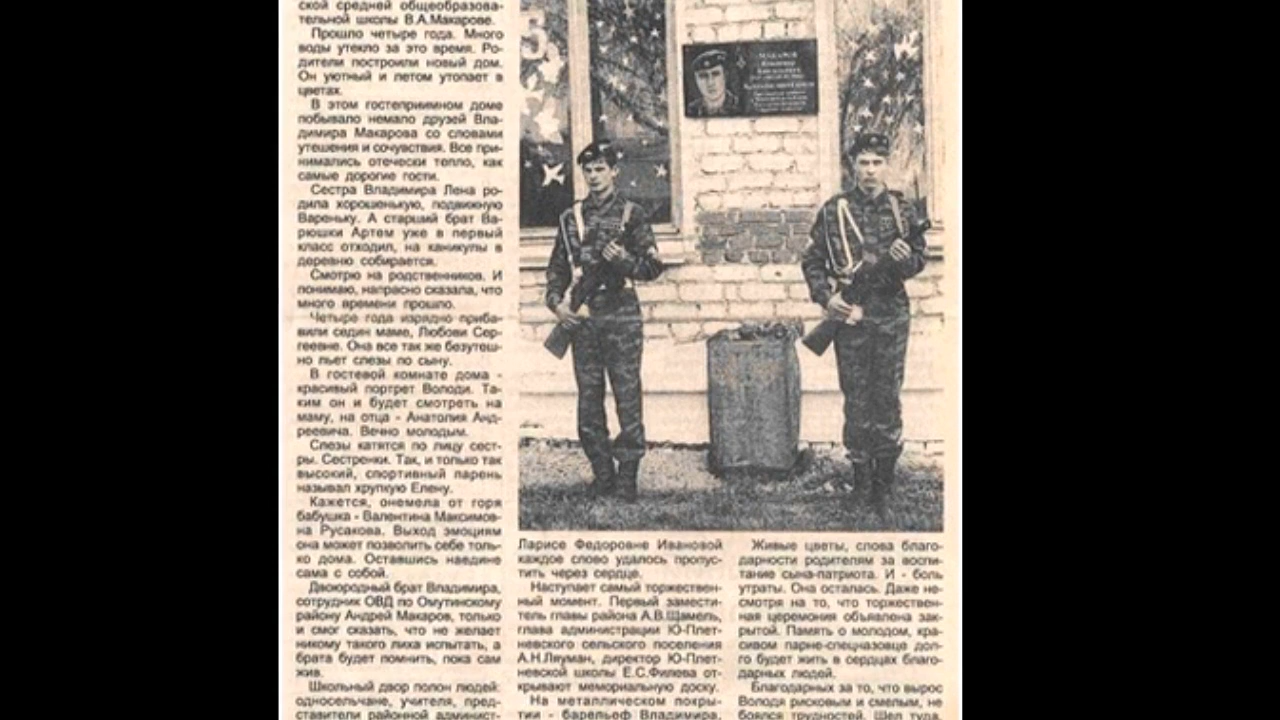 ской средней общеобразова-
тельной школы В.А.Макарове.
Прошло четыре года. Много
воды утекло за это время. Ро-
дители построили новый дом.
Он уютный и летом утопает в
цветах.
В этом гостеприимном доме
побывало немало друзей Вла-
димира Макарова со словами
утешения и сочувствия. Все при-
нимались отечески тепло, как
самые дорогие гости.
Сестра Владимира Лена ро-
дила хорошенькую, подвижную
Вареньку. А старший брат Ва-
рюшки Артем уже в первый
класс отходил, на каникулы в
деревню собирается.
Смотрю на родственников. И
понимаю, напрасно сказала, что
много времени прошло.
Четыре года изрядно приба-
вили седин маме, Любови Сер-
геевне. Она все так же безутеш-
но льет слезы по сыну.
В гостевой комнате дома -
красивый портрет Володи. Та-
ким он и будет смотреть на
маму, на отца - Анатолия Анд-
реевича. Вечно молодым.
Слезы катятся по лицу сест-
ры. Сестренки. Так, и только так
высокий, спортивный парень
называл хрупкую Елену.
Кажется, онемела от горя
бабушка - Валентина Максимов-
на Русакова. Выход эмоциям
она может позволить себе толь-
ко дома. Оставшись наедине
сама с собой.
Двоюродный брат Владимира,
сотрудник ОВД по Омутинскому
району Андрей Макаров, только
и смог сказать, что не желает
никому такого лиха испытать, а
брата будет помнить, пока сам
жив.
Школьный двор полон людей:
односельчане, учителя, пред-
ставители районной админист-
5
МАКАРОВ
Владимир
Ларисе Федоровне Ивановой
каждое слово удалось пропус-
тить через сердце.
Наступает самый торжествен-
ный момент. Первый замести-
тель главы района А.В.Щамель,
глава администрации Ю-Плет-
невского сельского поселения
А.Н.Ляуман, директор Ю-Плет-
невской школы Е.С.Филева от-
крывают мемориальную доску.
На металлическом покры-
тии - барельеф Владимира,
Живые цветы, слова благо-
дарности родителям за воспи-
тание сына-патриота. И - боль
утраты. Она осталась. Даже не-
смотря на то, что торжествен-
ная церемония объявлена зак-
рытой. Память о молодом, кра-
сивом парне-спецназовце дол-
го будет жить в сердцах благо-
дарных людей.
Благодарных за то, что вырос
Володя рисковым и смелым, не
боялся трудностей. Шел туда,